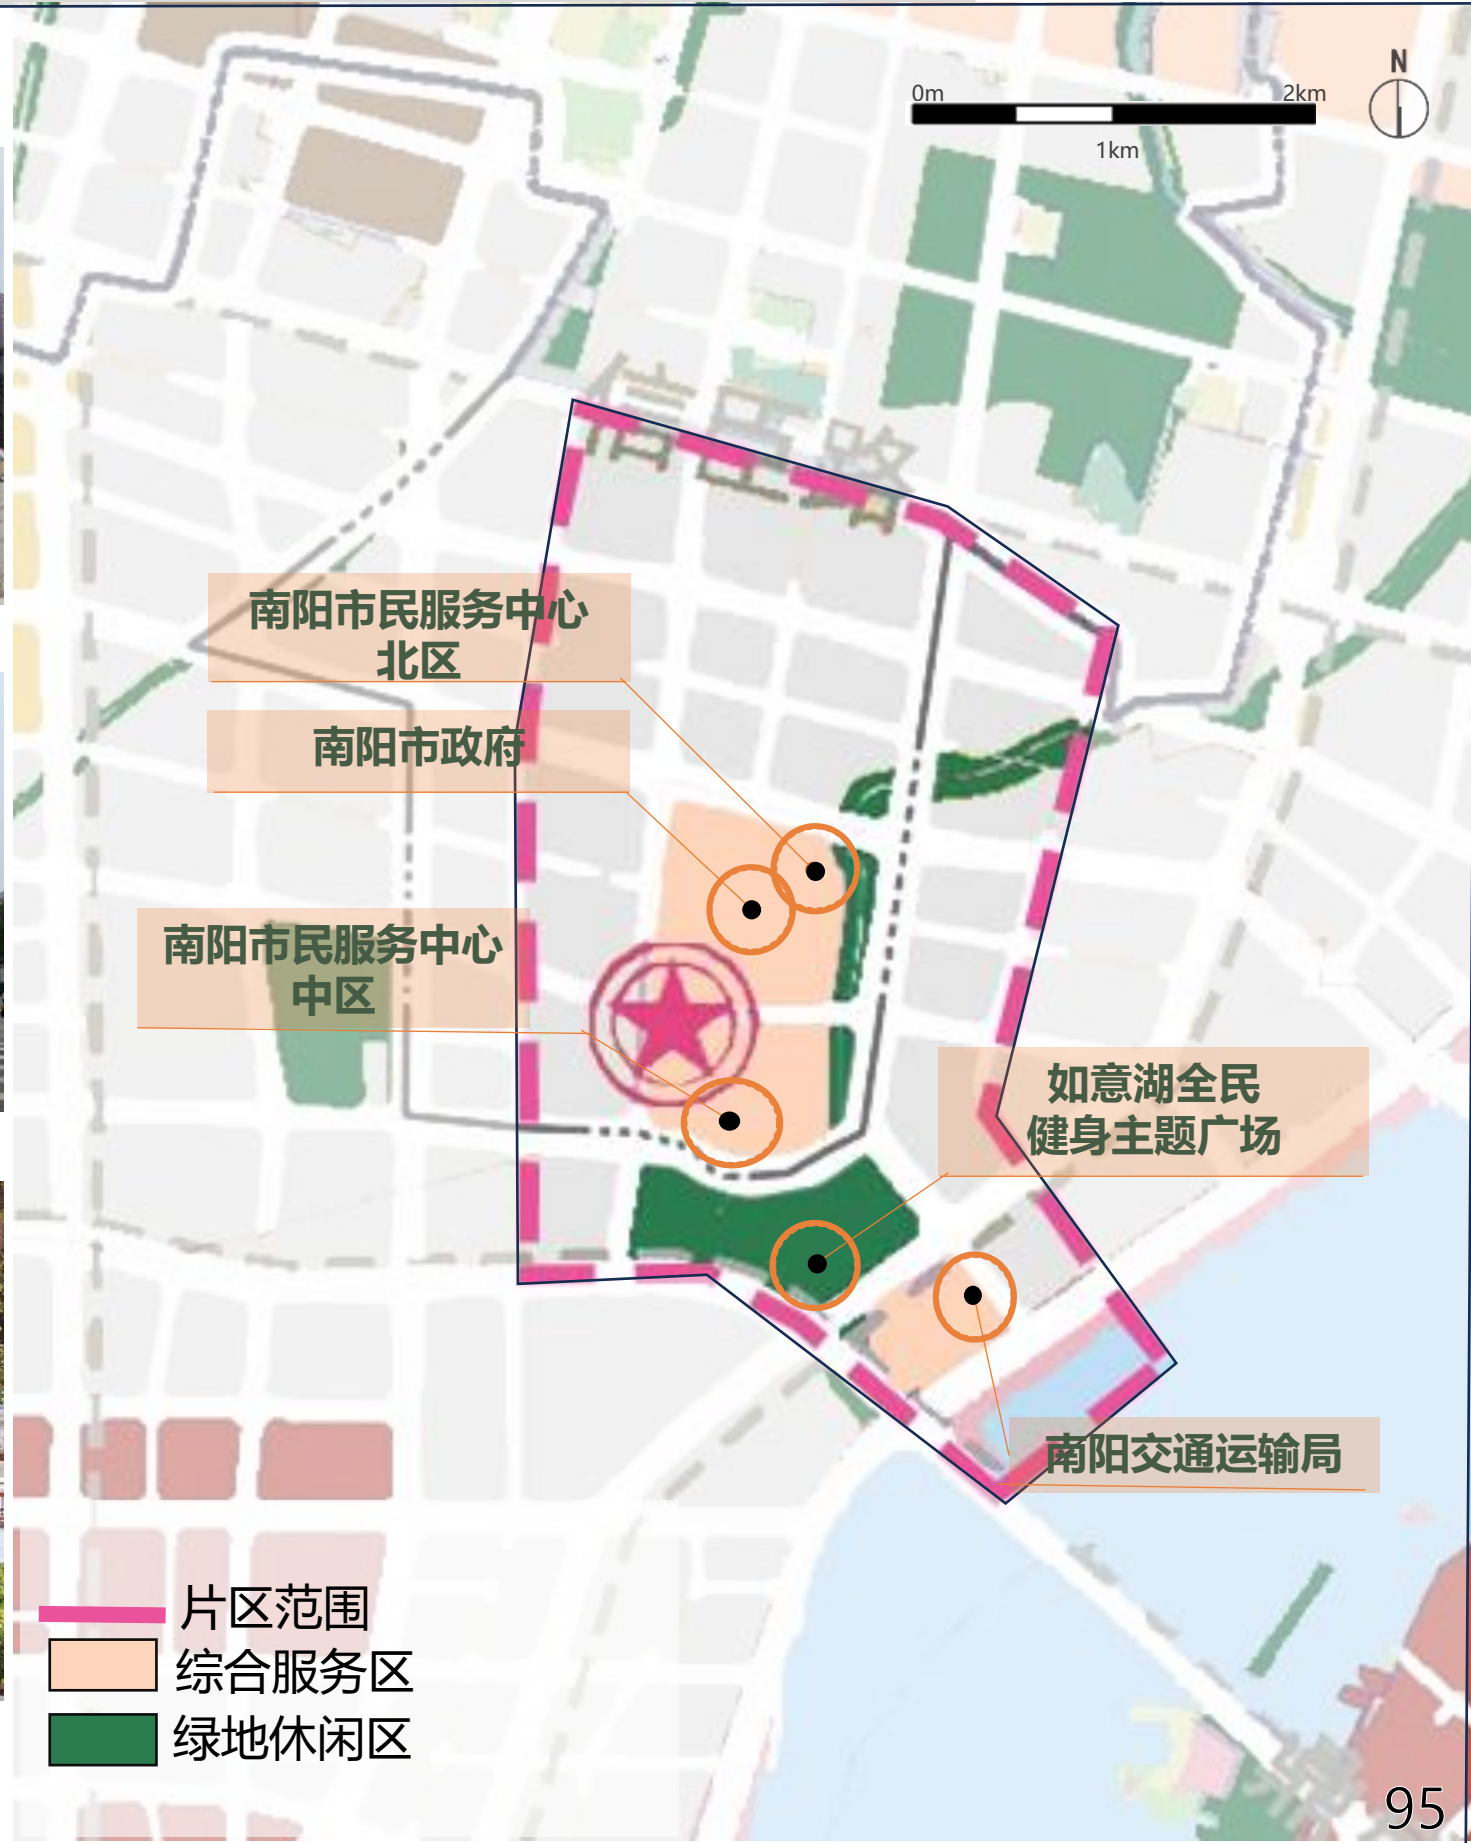 N
0m
2km
1km
信臣路
南阳市民服务中心
北区
南阳市政府
南阳市民服务中心
中区
如意湖全民
健身主题广场
南阳交通运输局
片区范围
综合服务区
绿地休闲区
95